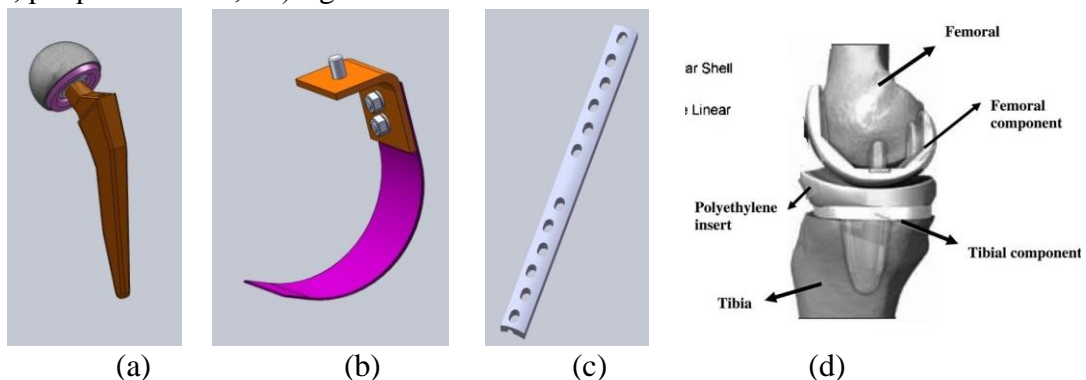 Femoral
ar Shell
Femoral
component
e Linear
Polyethylene
insert
Tibial component
Tibia
(a) (b) (c) (d)